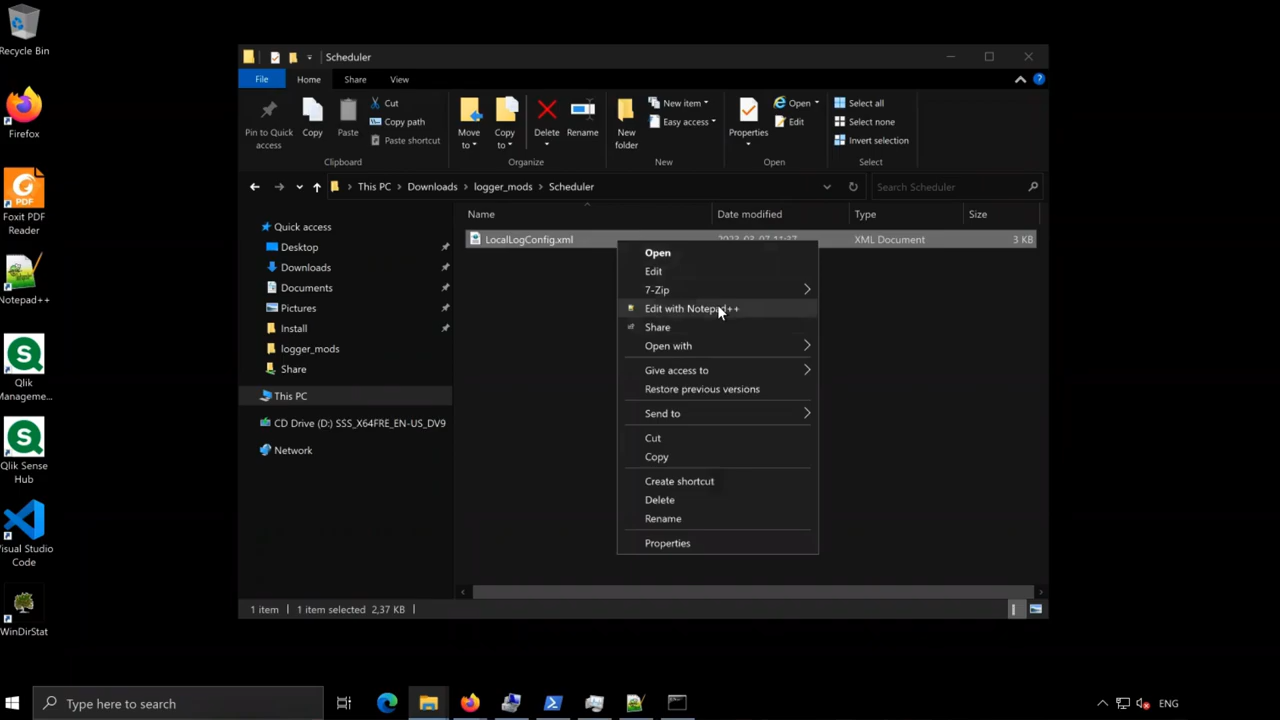 Recycle Bin
Firefox
Foxit PDF
Reader
Notepad++
Qlik
Manageme...
Qlik Sense
Hub
Visual Studio
Code
WinDirStat
Scheduler
File
Home
Share
View
Pin to Quick
access
Copy
Paste
Cut
Copy path
Paste shortcut
Clipboard
Move
to
Copy
to
Delete
Rename
Organize
New
folder
New item
Easy access
New
Properties
Open
Edit
Open
Select all
Select none
Invert selection
Select
This PC > Downloads > logger_mods > Scheduler
Search Scheduler
Quick access
Desktop
Downloads
Documents
Pictures
Install
logger_mods
Share
This PC
CD Drive (D:) SSS_X64FRE_EN-US_DV9
Network
Name Date modified Type Size
LocalLogConfig.xml 2023-03-07 11:37 XML Document 3 KB
Open
Edit
7-Zip
Edit with Notepad++
Share
Open with
Give access to
Restore previous versions
Send to
Cut
Copy
Create shortcut
Delete
Rename
Properties
1 item 1 item selected 2,37 KB
Type here to search
ENG